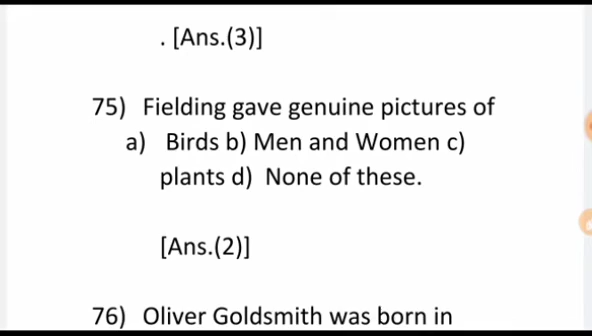 . [Ans.(3)]
75) Fielding gave genuine pictures of
a) Birds b) Men and Women c)
plants d) None of these.
[Ans.(2)]
76) Oliver Goldsmith was born in